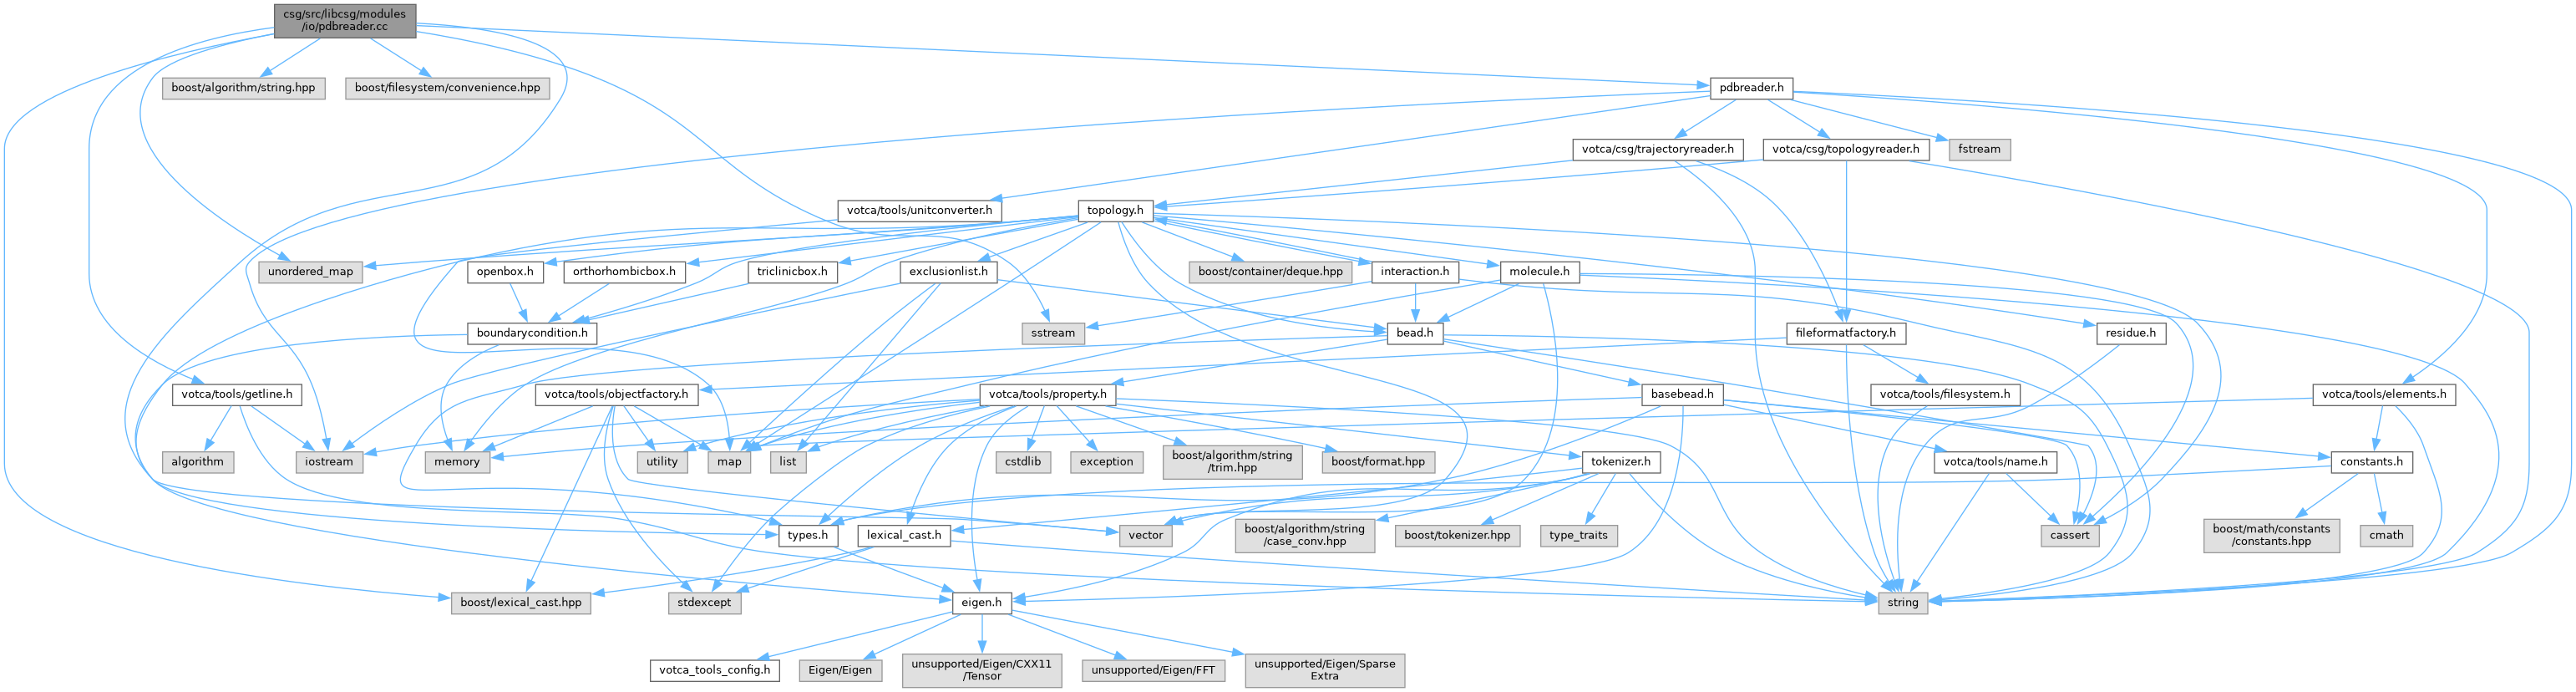 csg/src/libcsg/modules
/io/pdbreader.cc
boost/algorithm/string.hpp
boost/filesystem/convenience.hpp
pdbreader.h
votca/csg/trajectoryreader.h
votca/csg/topologyreader.h
fstream
votca/tools/unitconverter.h
topology.h
unordered_map
openbox.h
orthorhombicbox.h
triclinicbox.h
exclusionlist.h
boost/container/deque.hpp
interaction.h
molecule.h
boundarycondition.h
sstream
bead.h
fileformatfactory.h
residue.h
votca/tools/getline.h
votca/tools/objectfactory.h
votca/tools/property.h
basebead.h
votca/tools/filesystem.h
votca/tools/elements.h
algorithm
iostream
memory
utility
map
list
cstdlib
exception
boost/algorithm/string
/trim.hpp
boost/format.hpp
tokenizer.h
votca/tools/name.h
constants.h
types.h
lexical_cast.h
vector
boost/algorithm/string
/case_conv.hpp
boost/tokenizer.hpp
type_traits
cassert
boost/math/constants
/constants.hpp
cmath
boost/lexical_cast.hpp
stdexcept
eigen.h
string
votca_tools_config.h
Eigen/Eigen
unsupported/Eigen/CXX11
/Tensor
unsupported/Eigen/FFT
unsupported/Eigen/Sparse
Extra